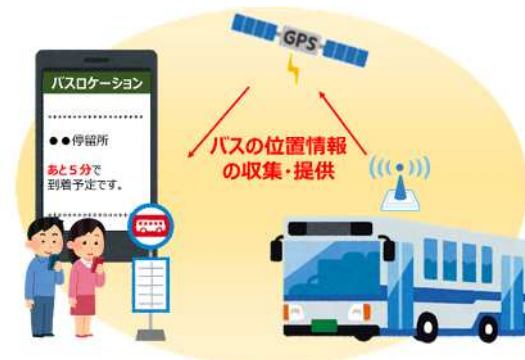 GPS
バスロケーション
●●停留所
あと5分で
到着予定です。
バスの位置情報
の収集・提供